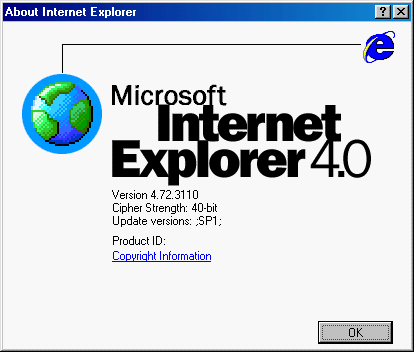 About Internet Explorer
Microsoft
Internet
Explorer 4.0
Version 4.72.3110
Cipher Strength: 40-bit
Update versions: ;SP1;
Product ID:
Copyright Information
OK